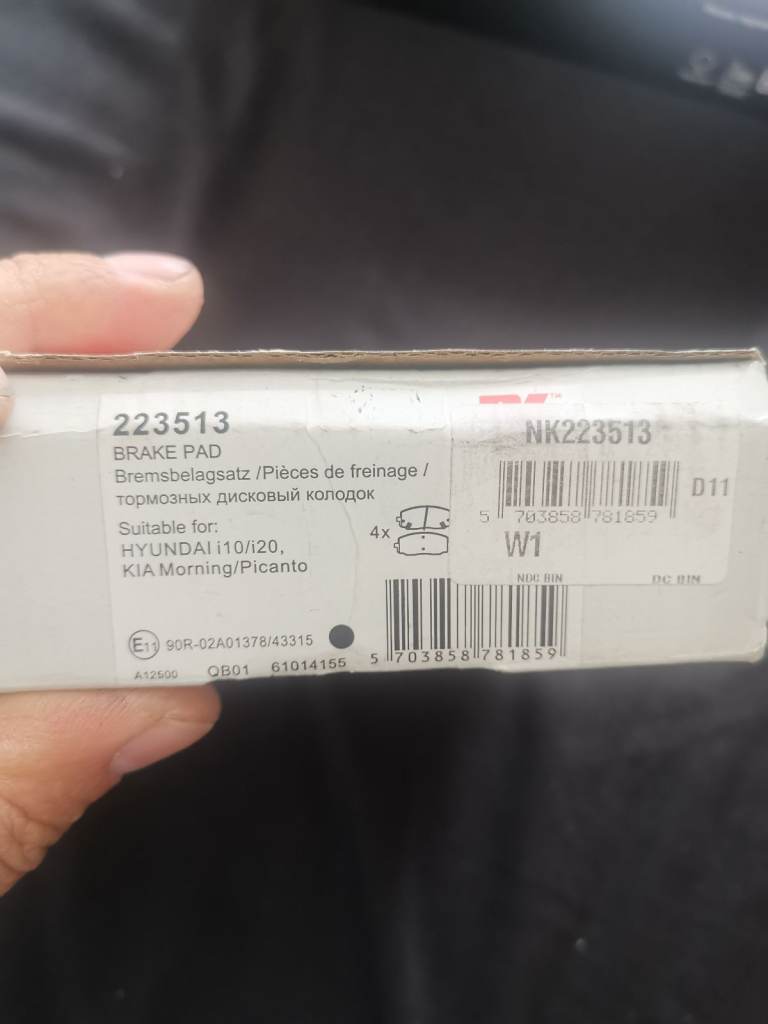 223513
BRAKE PAD
Bremsbelagsatz /Pièces de freinage /
тормозных дисковый колодок
Suitable for:
HYUNDAI i10/i20,
KIA Morning/Picanto
4x
E11 90R-02A01378/43315
A12500 QB01 61014155
5 703858 781859
TM
NK223513
5 703858 781859
D11
W1
NDC BIN DC BIN